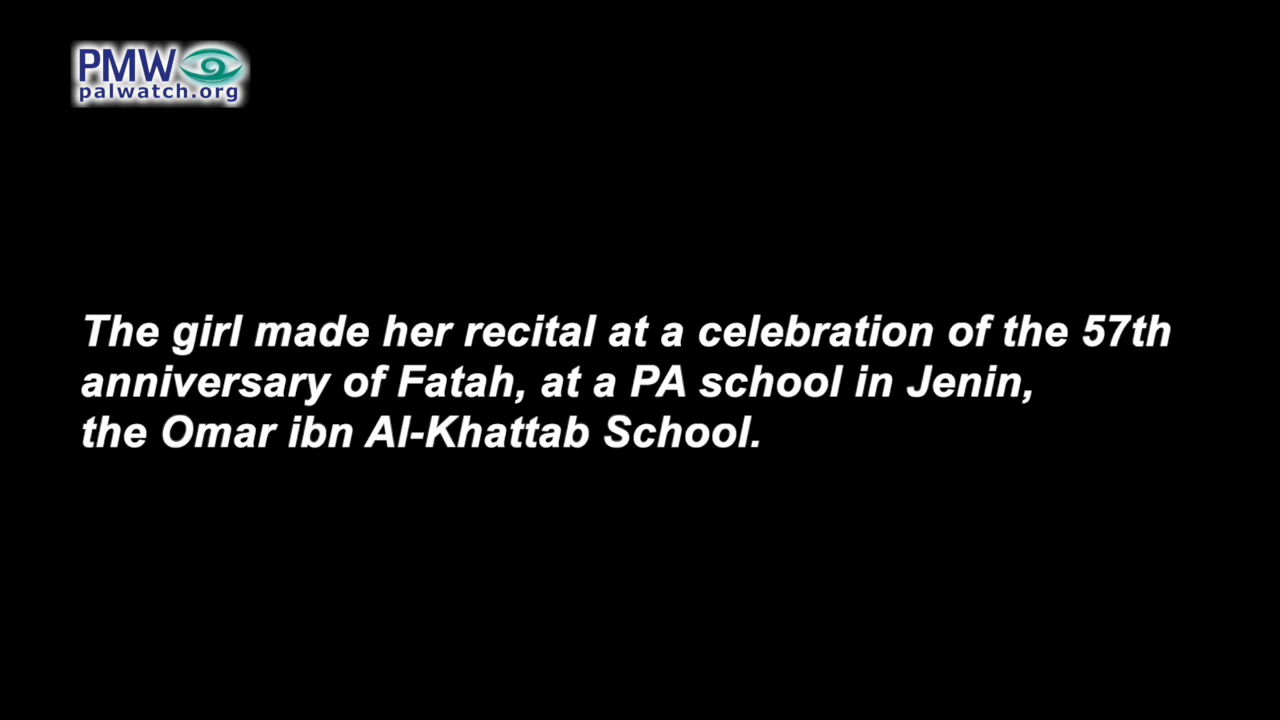 PMW
palwatch.org
The girl made her recital at a celebration of the 57th
anniversary of Fatah, at a PA school in Jenin,
the Omar ibn Al-Khattab School.